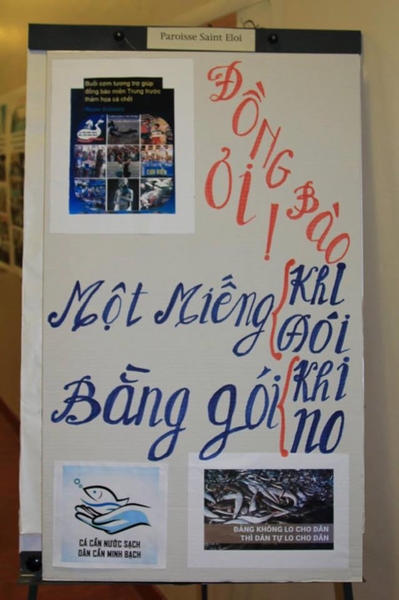 Paroisse Saint Eloi
Buổi cơm tương trợ giúp
đồng bào miền Trung trước
thảm họa cá chết
ĐỒNG BÀO
ƠI !
Một Miếng { Khi Đói
Bằng gói { Khi no
CÁ CẦN NƯỚC SẠCH
DÂN CẦN MINH BẠCH
ĐẢNG KHÔNG LO CHO DÂN
THÌ DÂN TỰ LO CHO DÂN